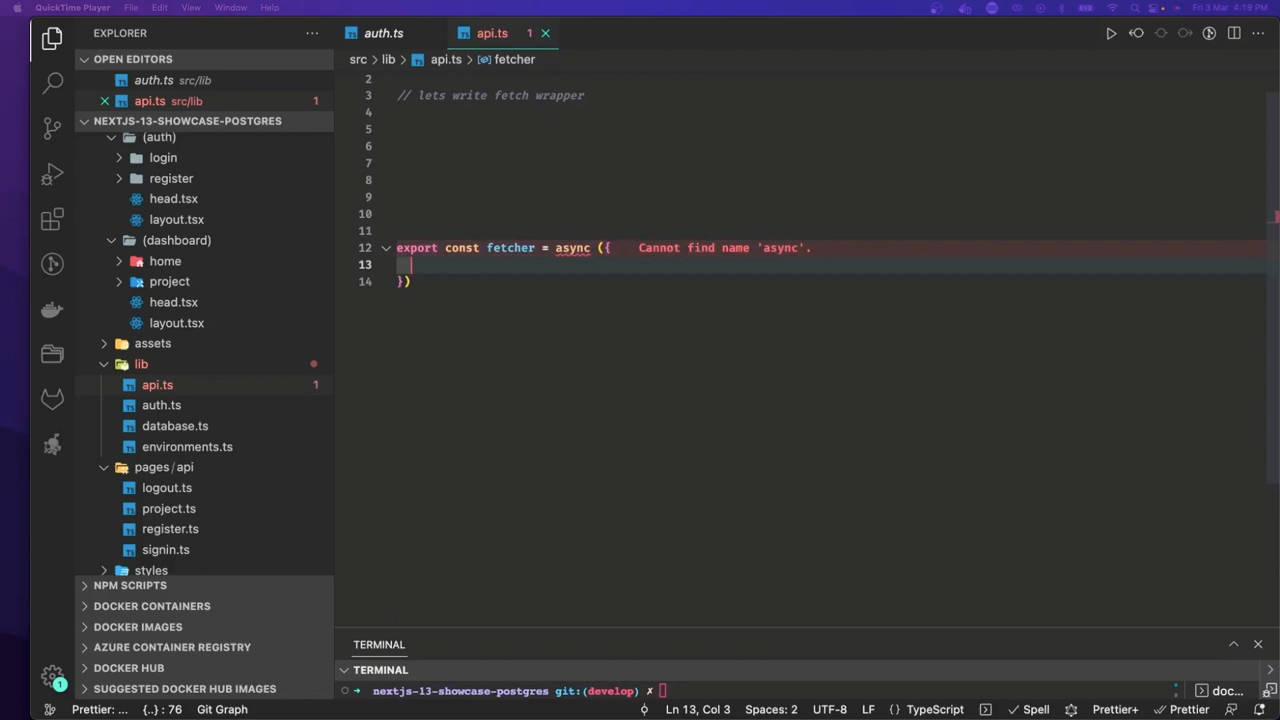 QuickTime Player File Edit View Window Help Fri 3 Mar 4:19 PM
EXPLORER
OPEN EDITORS
auth.ts src/lib
api.ts src/lib 1
NEXTJS-13-SHOWCASE-POSTGRES
(auth)
login
register
head.tsx
layout.tsx
(dashboard)
home
project
head.tsx
layout.tsx
assets
lib
api.ts 1
auth.ts
database.ts
environments.ts
pages/api
logout.ts
project.ts
register.ts
signin.ts
styles
NPM SCRIPTS
DOCKER CONTAINERS
DOCKER IMAGES
AZURE CONTAINER REGISTRY
DOCKER HUB
SUGGESTED DOCKER HUB IMAGES
auth.ts api.ts 1
src lib api.ts fetcher
2
3 // lets write fetch wrapper
4
5
6
7
8
9
10
11
12 export const fetcher = async ({ Cannot find name 'async'.
13
14 })
TERMINAL
TERMINAL
nextjs-13-showcase-postgres git:(develop) ✗
doc...
1
Prettier: ... {..} : 76 Git Graph Ln 13, Col 3 Spaces: 2 UTF-8 LF {} TypeScript Spell Prettier+ Prettier